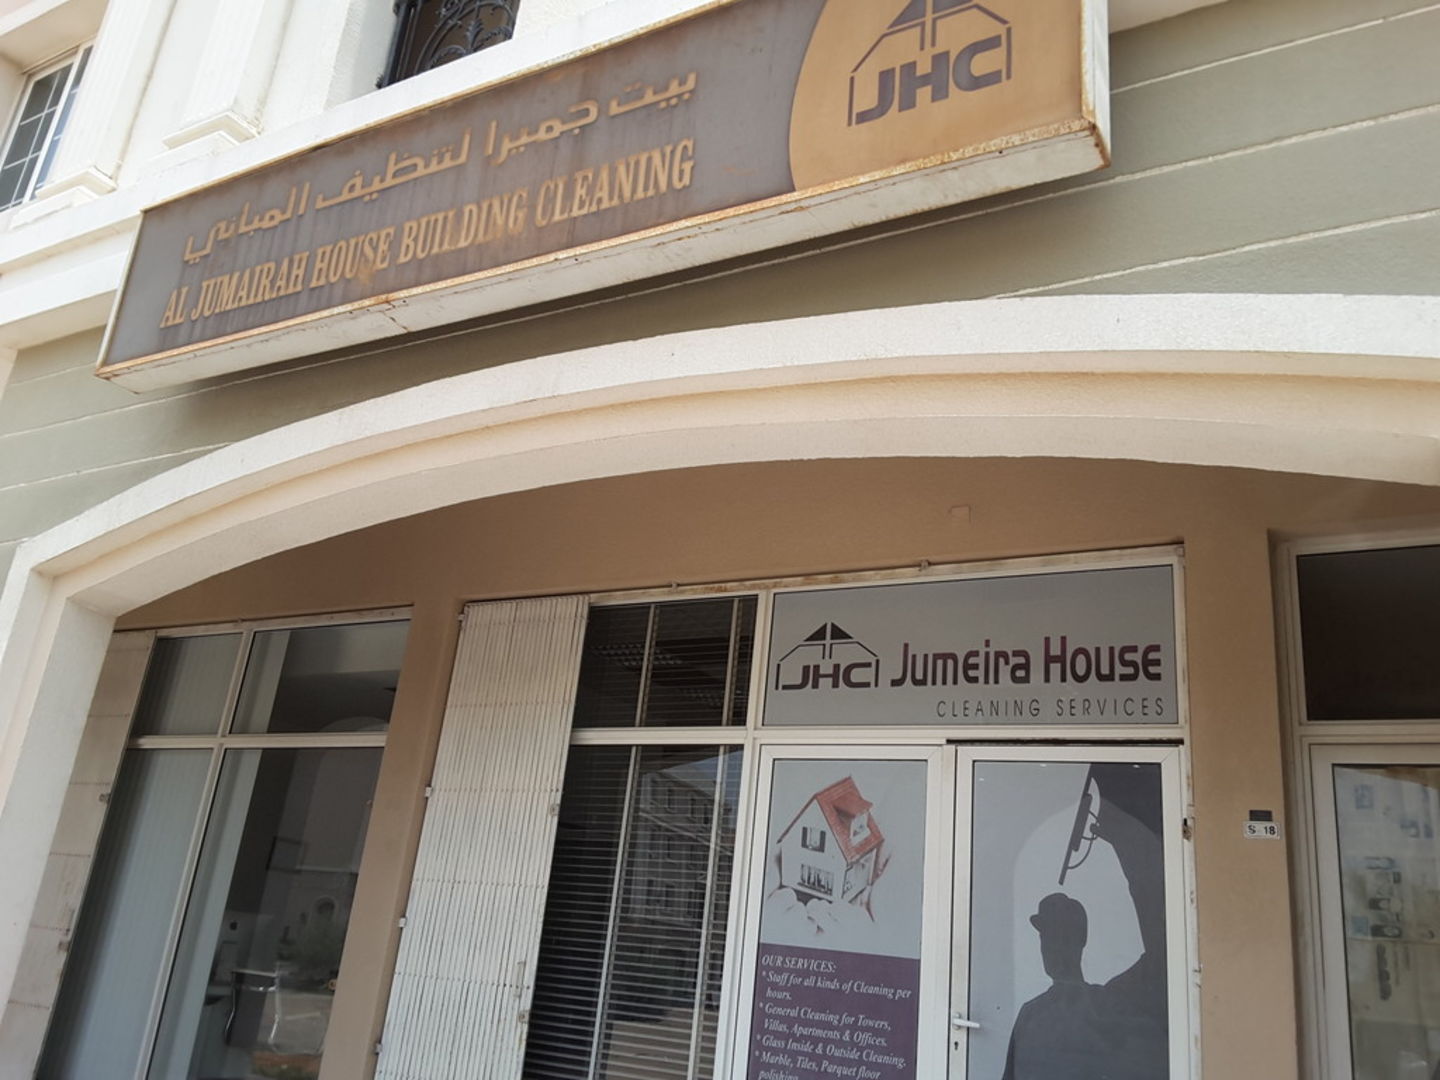 بيت جميرا لتنظيف المباني
AL JUMAIRAH HOUSE BUILDING CLEANING
JHC
JHC
Jumeira House
CLEANING SERVICES
S 18
OUR SERVICES:
* Staff for all kinds of Cleaning per
hours.
* General Cleaning for Towers,
Villas, Apartments & Offices.
* Glass Inside & Outside Cleaning.
* Marble, Tiles, Parquet floor
polishing